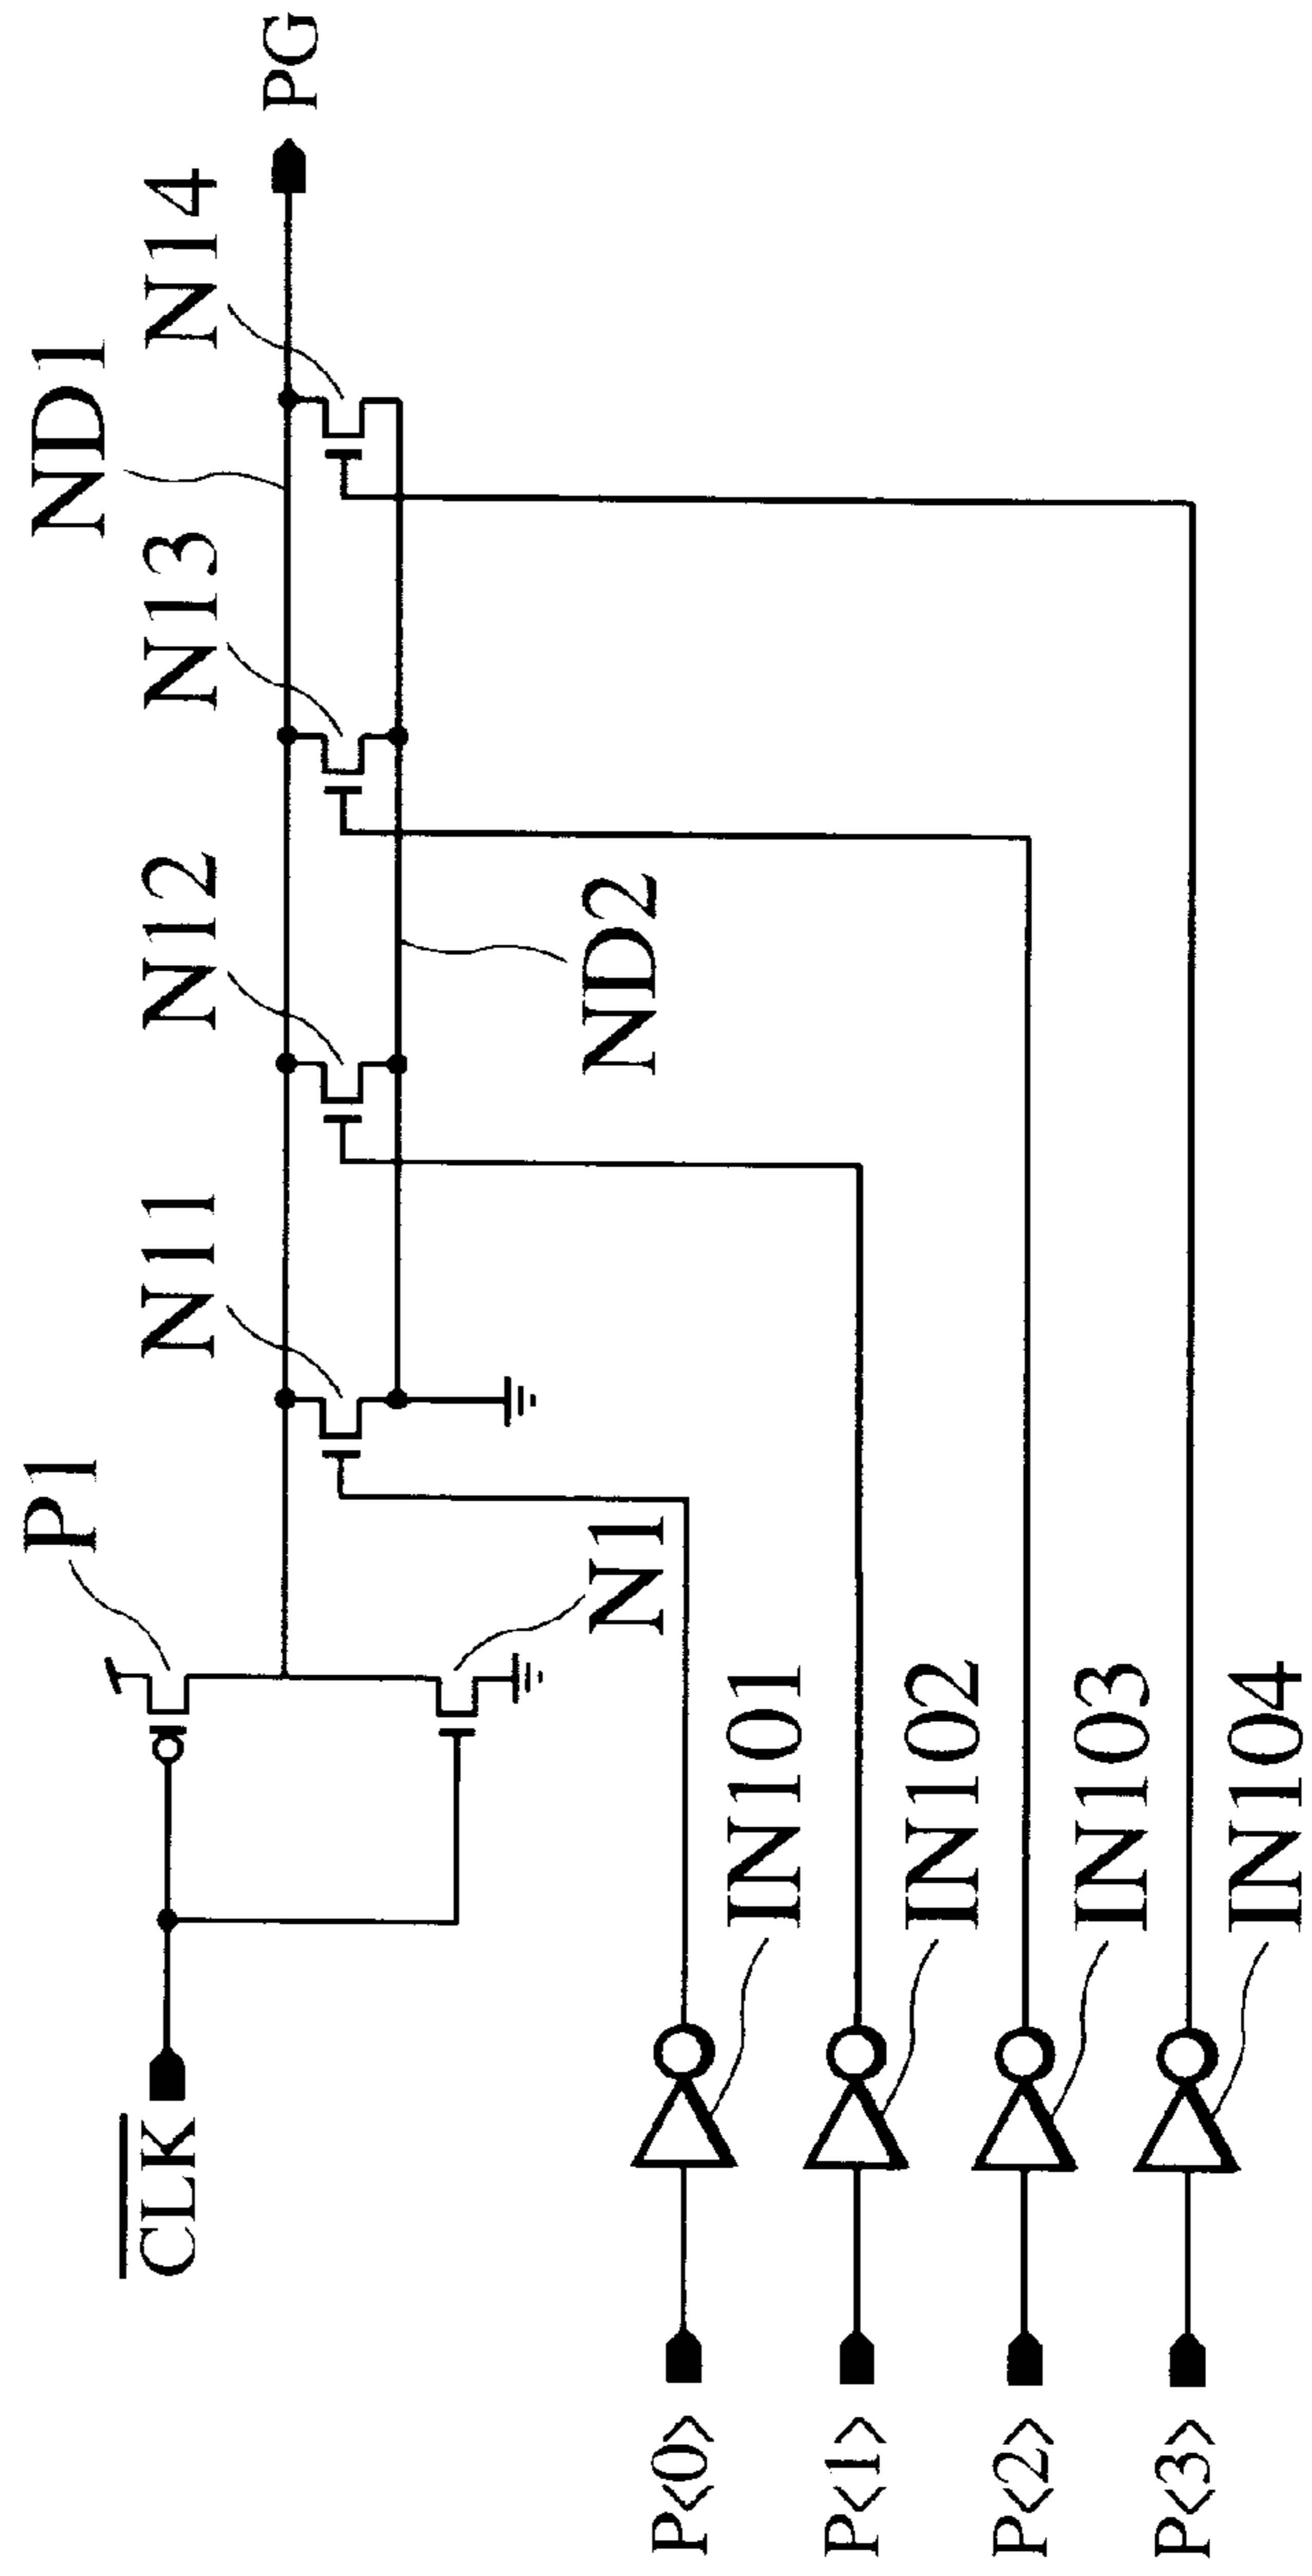 ND1
P1
N11
N12
N13
N14
PG
CLK
ND2
N1
P<0>
IN101
P<1>
IN102
P<2>
IN103
P<3>
IN104